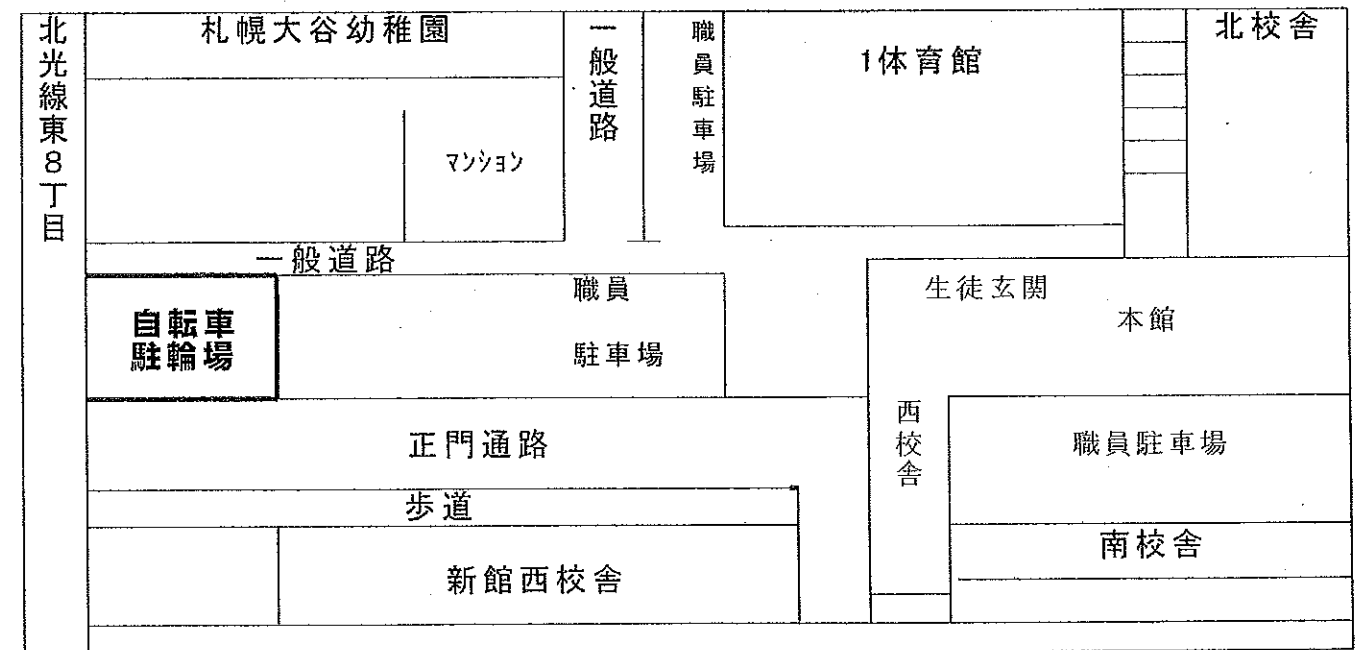 北光線東8丁目
札幌大谷幼稚園
一般道路
職員駐車場
1体育館
北校舎
マンション
一般道路
自転車
駐輪場
職員
駐車場
生徒玄関
本館
正門通路
西校舎
職員駐車場
歩道
南校舎
新館西校舎